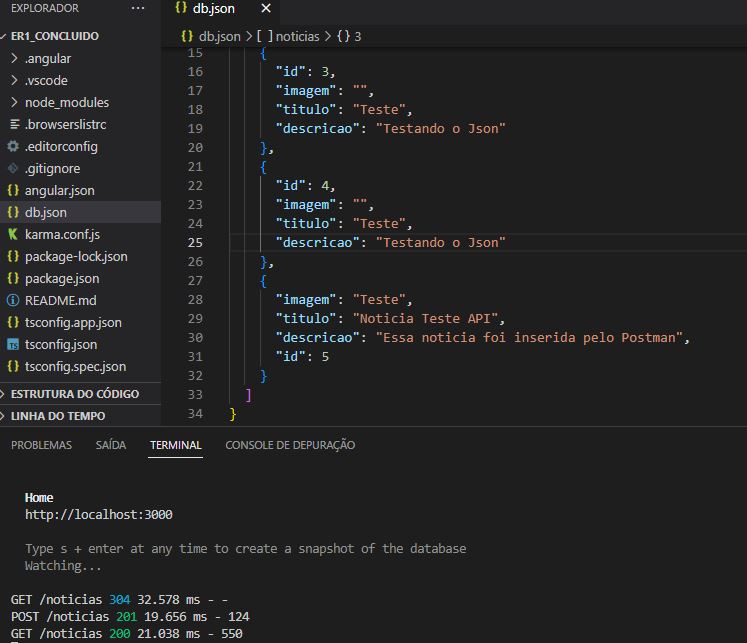 EXPLORADOR ···
ER1_CONCLUIDO
.angular
.vscode
node_modules
.browserslistrc
.editorconfig
.gitignore
angular.json
db.json
karma.conf.js
package-lock.json
package.json
README.md
tsconfig.app.json
tsconfig.json
tsconfig.spec.json
ESTRUTURA DO CÓDIGO
LINHA DO TEMPO
{} db.json ×
{} db.json > [ ] noticias > {} 3
15 {
16 "id": 3,
17 "imagem": "",
18 "titulo": "Teste",
19 "descricao": "Testando o Json"
20 },
21 {
22 "id": 4,
23 "imagem": "",
24 "titulo": "Teste",
25 "descricao": "Testando o Json"
26 },
27 {
28 "imagem": "Teste",
29 "titulo": "Noticia Teste API",
30 "descricao": "Essa noticia foi inserida pelo Postman",
31 "id": 5
32 }
33 ]
34 }
PROBLEMAS SAÍDA TERMINAL CONSOLE DE DEPURAÇÃO
Home
http://localhost:3000
Type s + enter at any time to create a snapshot of the database
Watching...
GET /noticias 304 32.578 ms - -
POST /noticias 201 19.656 ms - 124
GET /noticias 200 21.038 ms - 550